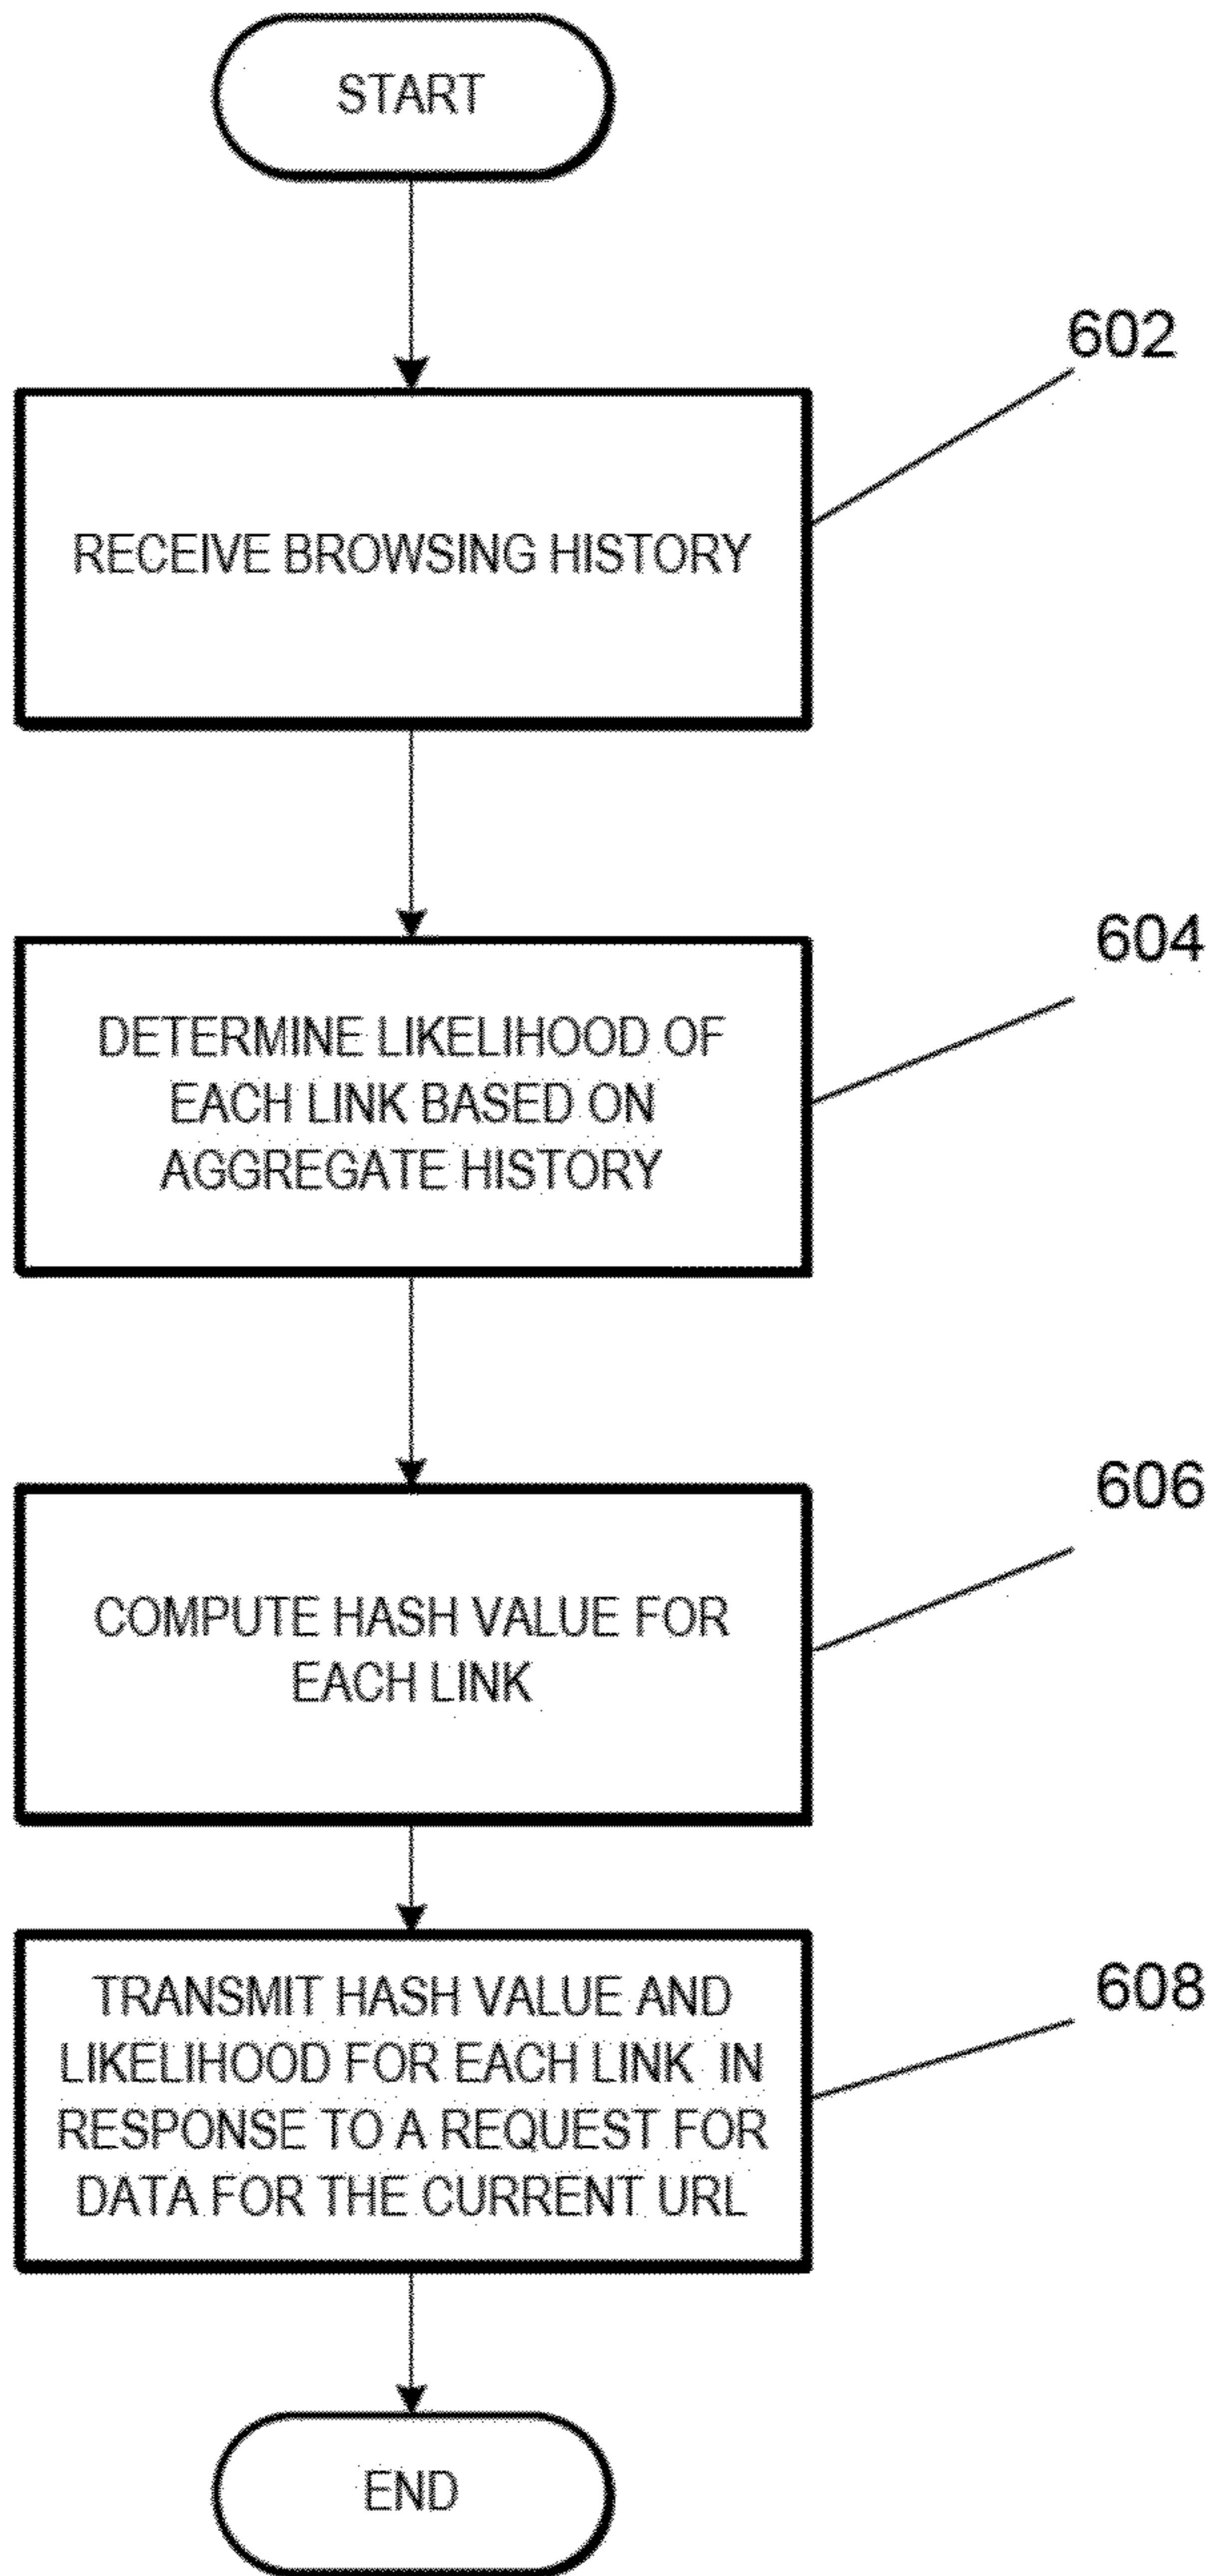 START
602
RECEIVE BROWSING HISTORY
604
DETERMINE LIKELIHOOD OF
EACH LINK BASED ON
AGGREGATE HISTORY
606
COMPUTE HASH VALUE FOR
EACH LINK
608
TRANSMIT HASH VALUE AND
LIKELIHOOD FOR EACH LINK IN
RESPONSE TO A REQUEST FOR
DATA FOR THE CURRENT URL
END